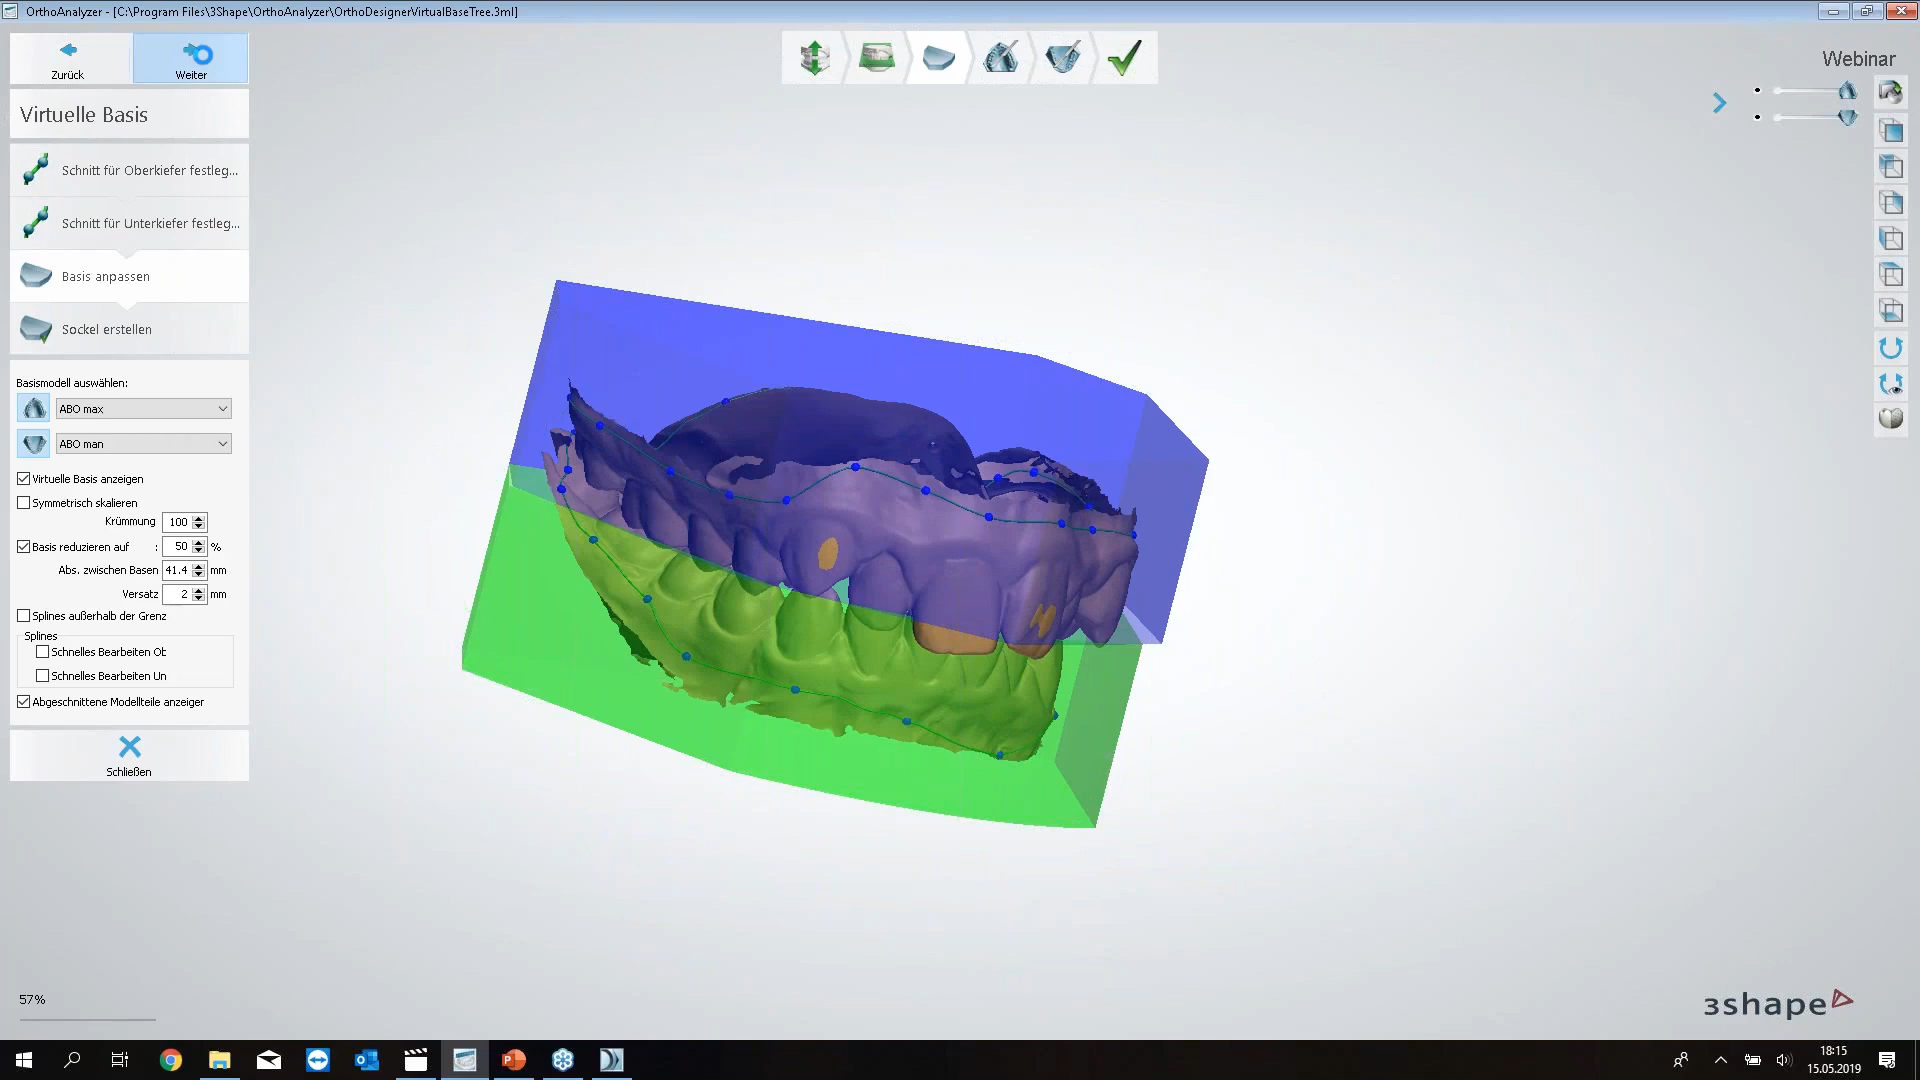 OrthoAnalyzer - [C:\Program Files\3Shape\OrthoAnalyzer\OrthoDesignerVirtualBaseTree.3ml]
Zurück
Weiter
Webinar
Virtuelle Basis
Schnitt für Oberkiefer festleg...
Schnitt für Unterkiefer festleg...
Basis anpassen
Sockel erstellen
Basismodell auswählen:
ABO max
ABO man
Virtuelle Basis anzeigen
Symmetrisch skalieren
Krümmung 100
Basis reduzieren auf : 50 %
Abs. zwischen Basen 41.4 mm
Versatz 2 mm
Splines außerhalb der Grenz
Splines
Schnelles Bearbeiten Ob
Schnelles Bearbeiten Un
Abgeschnittene Modellteile anzeiger
Schließen
57%
3shape
18:15
15.05.2019